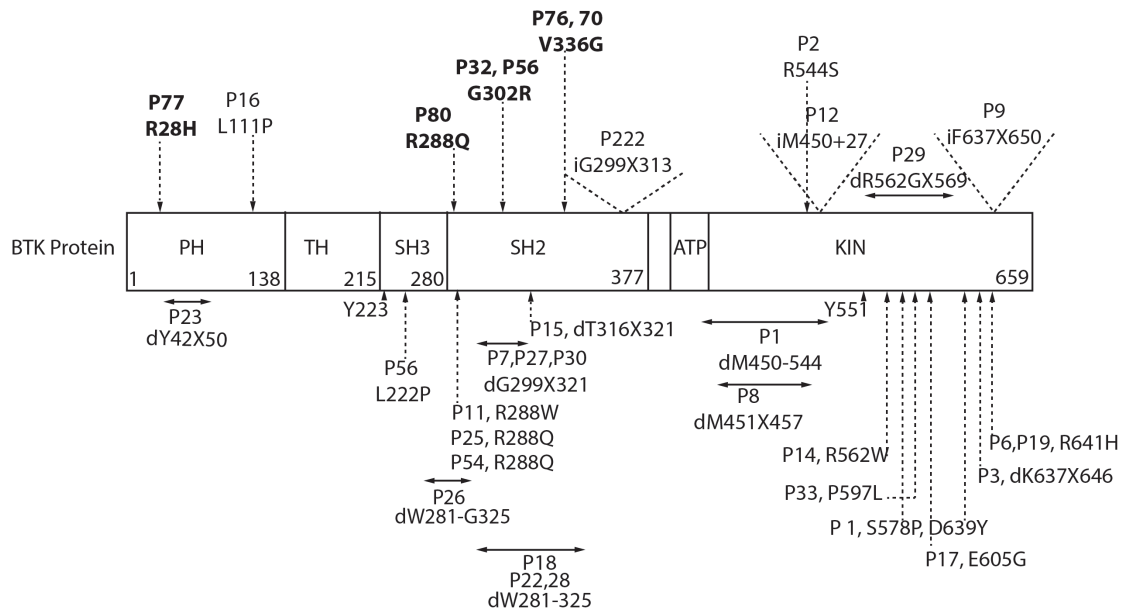 P76, 70
V336G
P2
R544S
P32, P56
G302R
P77
R28H
P16
L111P
P80
R288Q
P222
iG299X313
P12
iM450+27
P9
iF637X650
P29
dR562GX569
BTK Protein
PH
TH
SH3
SH2
ATP
KIN
1
138
215
280
377
659
Y223
Y551
P23
dY42X50
P15, dT316X321
P7,P27,P30
dG299X321
P1
dM450-544
P56
L222P
P8
dM451X457
P11, R288W
P25, R288Q
P54, R288Q
P14, R562W
P6,P19, R641H
P3, dK637X646
P26
dW281-G325
P33, P597L
P 1, S578P, D639Y
P17, E605G
P18
P22,28
dW281-325